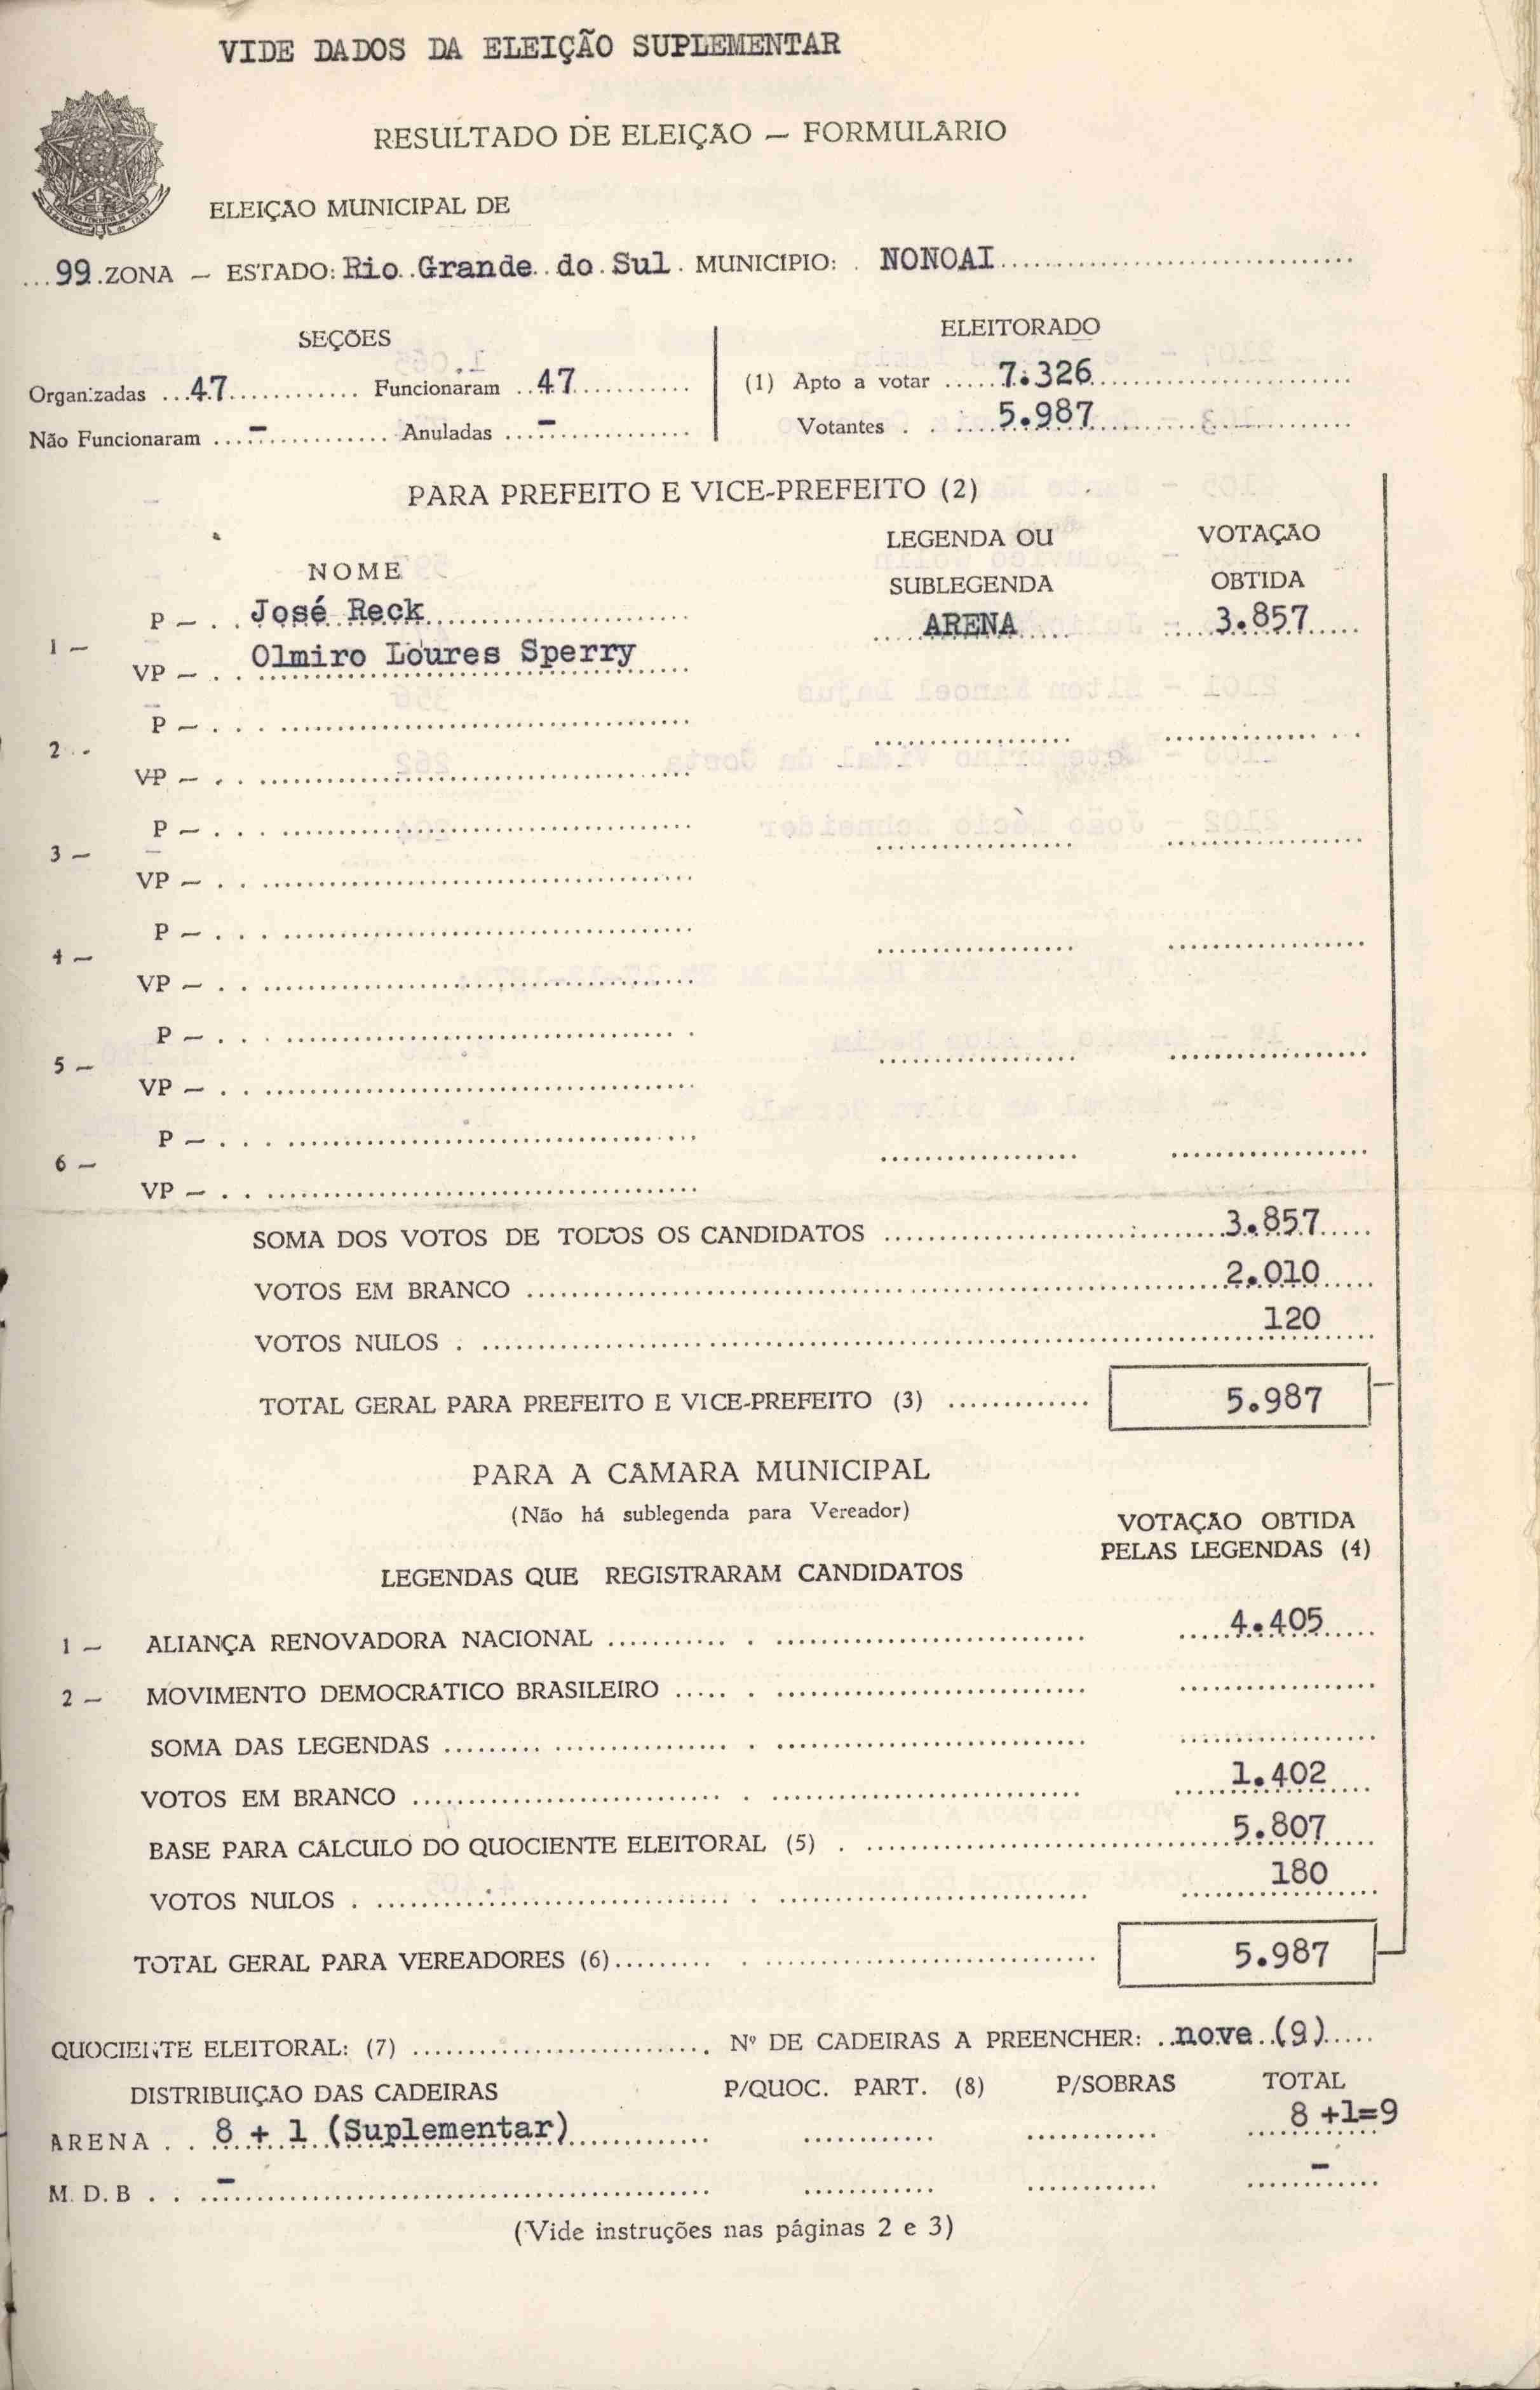 VIDE DADOS DA ELEIÇÃO SUPLEMENTAR
RESULTADO DE ELEIÇÃO — FORMULARIO
ELEIÇÃO MUNICIPAL DE
...99..ZONA — ESTADO: Rio..Grande..do.Sul. MUNICIPIO: . NONOAI..............................
SEÇÕES
ELEITORADO
Organizadas ...47............. Funcionaram ..47...........
(1) Apto a votar .....7.326..........................
Não Funcionaram ....-............... Anuladas ...-...............
Votantes . . .....5.987..........................
PARA PREFEITO E VICE-PREFEITO (2)
NOME
LEGENDA OU SUBLEGENDA
VOTAÇÃO OBTIDA
1 —
P — . . José Reck..........................
ARENA
3.857
VP — . . Olmiro Loures Sperry
2 -
P — . . . ........................................
VP — . . ........................................
3 —
P — . . . ........................................
VP — . . ........................................
4 —
P — . . . ........................................
VP — . . ........................................
5 —
P — . . . ........................................
VP — . . ........................................
6 —
P — . . . ........................................
VP — . . ........................................
SOMA DOS VOTOS DE TODOS OS CANDIDATOS .............................. 3.857.....
VOTOS EM BRANCO .............................. 2.010.....
VOTOS NULOS . .............................. 120
TOTAL GERAL PARA PREFEITO E VICE-PREFEITO (3) ............. 5.987
PARA A CÂMARA MUNICIPAL
(Não há sublegenda para Vereador)
VOTAÇÃO OBTIDA
PELAS LEGENDAS (4)
LEGENDAS QUE REGISTRARAM CANDIDATOS
1 — ALIANÇA RENOVADORA NACIONAL ........... . ............................ .....4.405.....
2 — MOVIMENTO DEMOCRATICO BRASILEIRO ..... . ............................ ..................
SOMA DAS LEGENDAS ......... ................ . ............................ ..................
VOTOS EM BRANCO ............................ . ............................ .....1.402....
BASE PARA CALCULO DO QUOCIENTE ELEITORAL (5) . .............................. 5.807.....
VOTOS NULOS . ................................ . ............................ 180
TOTAL GERAL PARA VEREADORES (6)......... . .............................. 5.987
QUOCIENTE ELEITORAL: (7) ........................... Nº DE CADEIRAS A PREENCHER: ..nove..(9).....
DISTRIBUIÇÃO DAS CADEIRAS P/QUOC. PART. (8) P/SOBRAS TOTAL
ARENA . . 8 + 1 (Suplementar)............. ............ ............ 8 +1=9
M. D. B . . ..-............................................ ............ ............ -
(Vide instruções nas páginas 2 e 3)